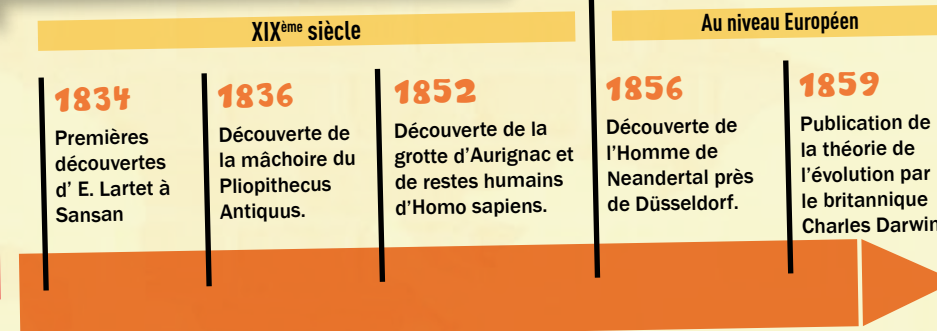 XIXème siècle
Au niveau Européen
1834
Premières
découvertes
d' E. Lartet à
Sansan
1836
Découverte de
la mâchoire du
Pliopithecus
Antiquus.
1852
Découverte de la
grotte d'Aurignac et
de restes humains
d'Homo sapiens.
1856
Découverte de
l'Homme de
Neandertal près
de Düsseldorf.
1859
Publication de
la théorie de
l'évolution par
le britannique
Charles Darwin